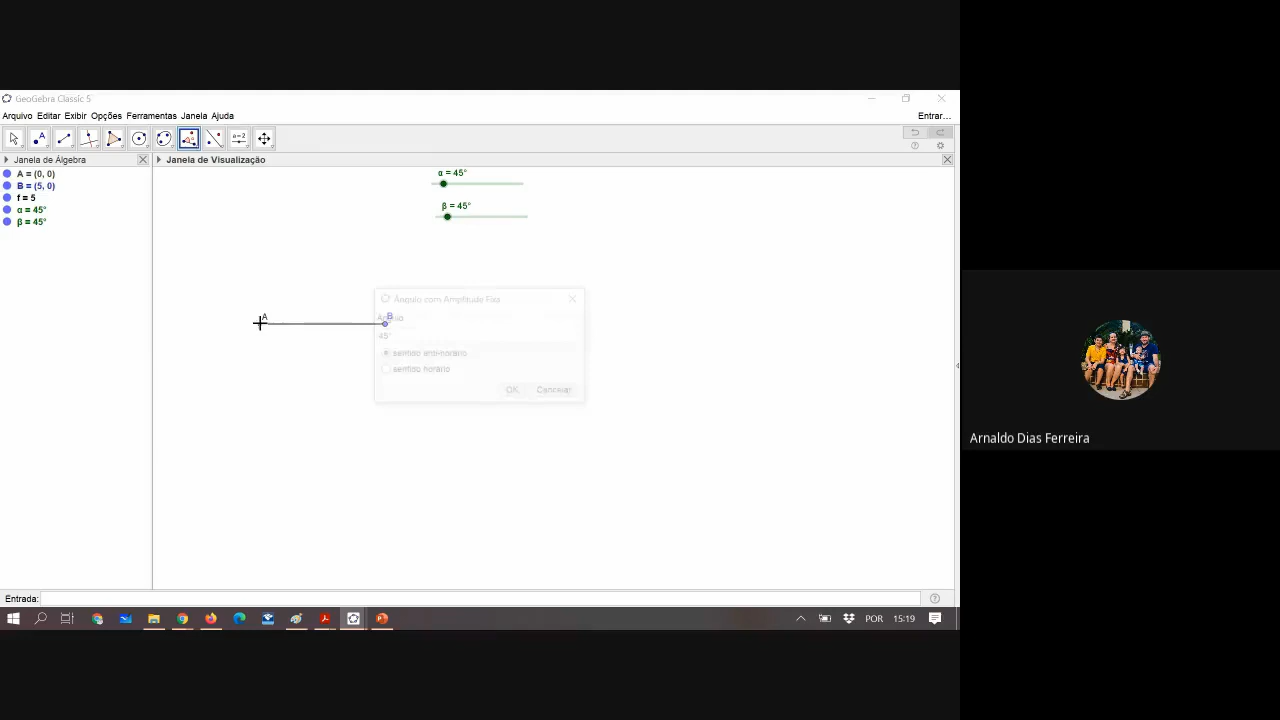 GeoGebra Classic 5
Arquivo Editar Exibir Opções Ferramentas Janela Ajuda
Entrar...
A
a=2
Janela de Álgebra
Janela de Visualização
A = (0, 0)
B = (5, 0)
f = 5
α = 45°
β = 45°
α = 45°
β = 45°
Ângulo com Amplitude Fixa
A
B
Ângulo
45°
sentido anti-horário
sentido horário
OK Cancelar
Entrada:
POR 15:19
Arnaldo Dias Ferreira